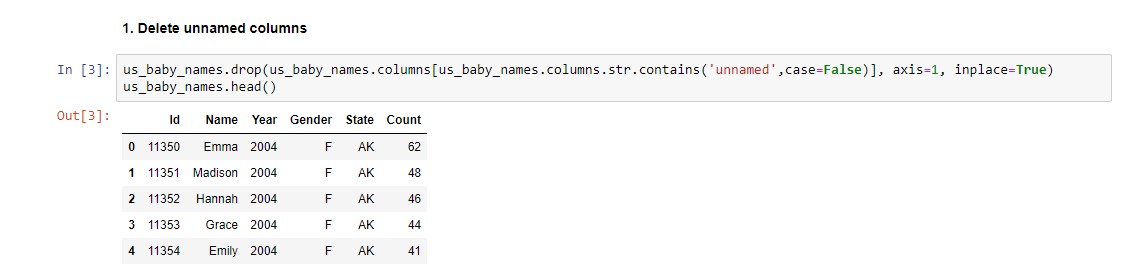 1. Delete unnamed columns
In [3]: us_baby_names.drop(us_baby_names.columns[us_baby_names.columns.str.contains('unnamed',case=False)], axis=1, inplace=True)
us_baby_names.head()
Out[3]:
Id Name Year Gender State Count
0 11350 Emma 2004 F AK 62
1 11351 Madison 2004 F AK 48
2 11352 Hannah 2004 F AK 46
3 11353 Grace 2004 F AK 44
4 11354 Emily 2004 F AK 41